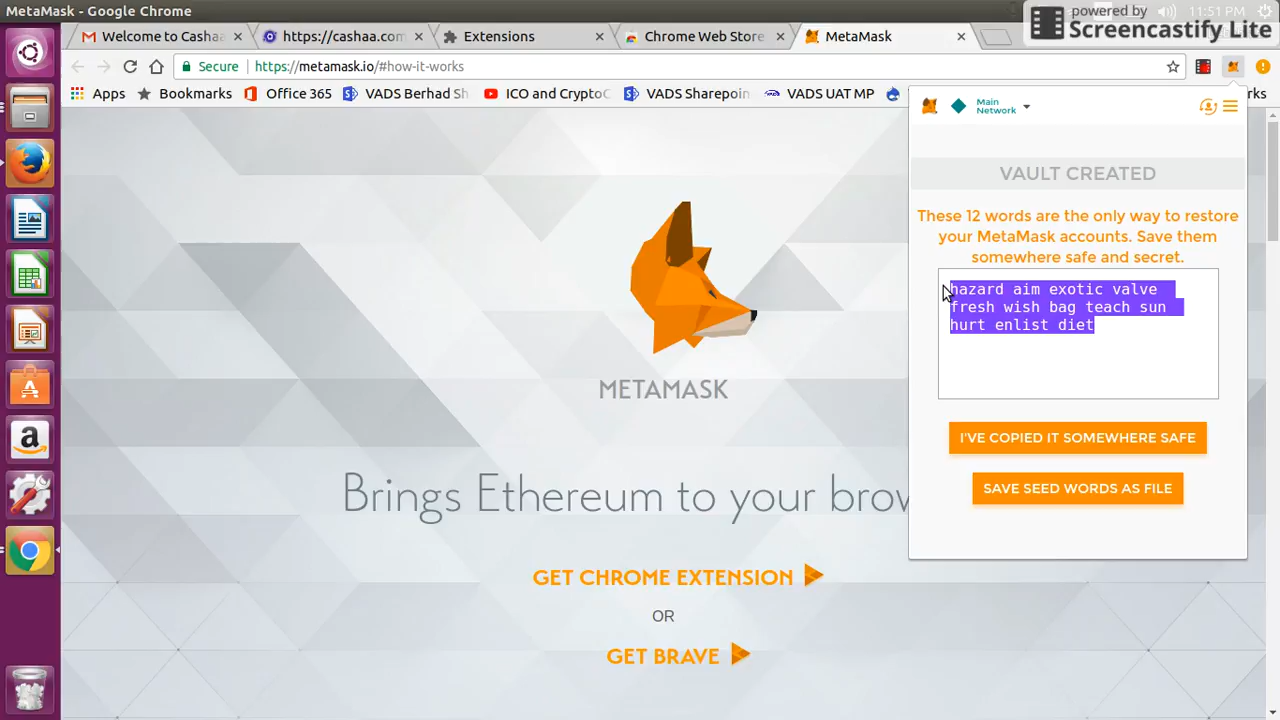 MetaMask - Google Chrome
powered by
11:51 PM
Screencastify Lite
Welcome to Cashaa
https://cashaa.com
Extensions
Chrome Web Store
MetaMask
Secure
https://metamask.io/#how-it-works
Apps
Bookmarks
Office 365
VADS Berhad Sh
ICO and CryptoC
VADS Sharepoin
VADS UAT MP
Main
Network
VAULT CREATED
These 12 words are the only way to restore
your MetaMask accounts. Save them
somewhere safe and secret.
hazard aim exotic valve
fresh wish bag teach sun
hurt enlist diet
I'VE COPIED IT SOMEWHERE SAFE
SAVE SEED WORDS AS FILE
METAMASK
Brings Ethereum to your brow
GET CHROME EXTENSION
OR
GET BRAVE